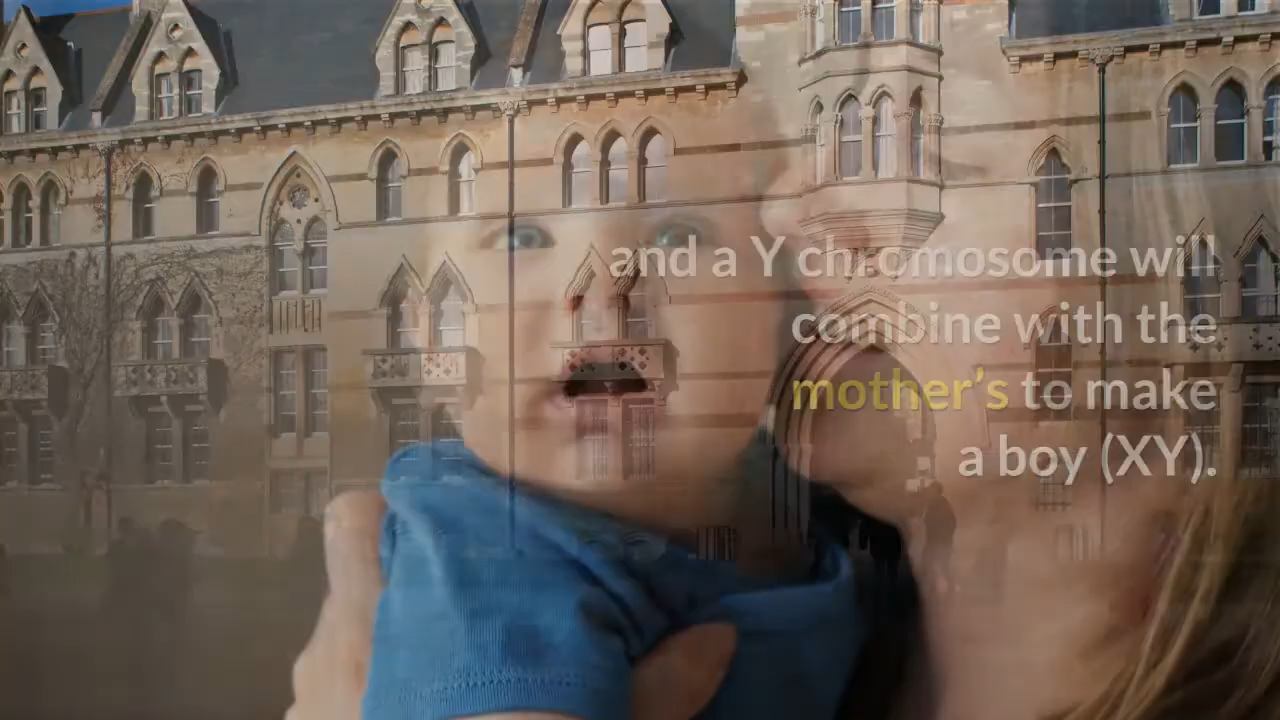 and a Y chromosome will
combine with the
mother's to make
a boy (XY).